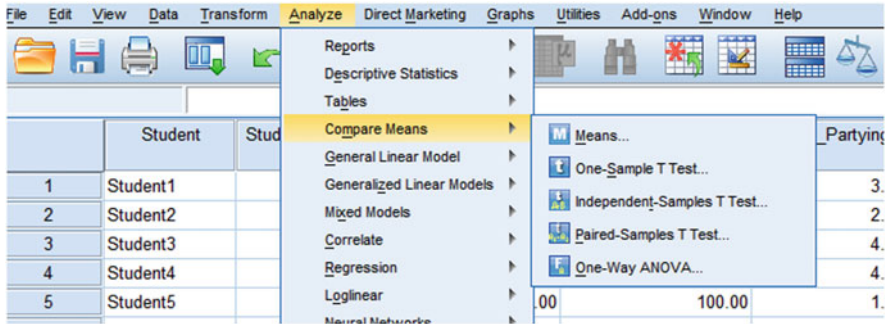 File Edit View Data Transform Analyze Direct Marketing Graphs Utilities Add-ons Window Help
Reports
Descriptive Statistics
Tables
Compare Means
General Linear Model
Generalized Linear Models
Mixed Models
Correlate
Regression
Loglinear
Neural Networks
Means...
One-Sample T Test...
Independent-Samples T Test...
Paired-Samples T Test...
One-Way ANOVA...
Student Stud _Partying
1 Student1 3.
2 Student2 2.
3 Student3 4.
4 Student4 4.
5 Student5 .00 100.00 1.